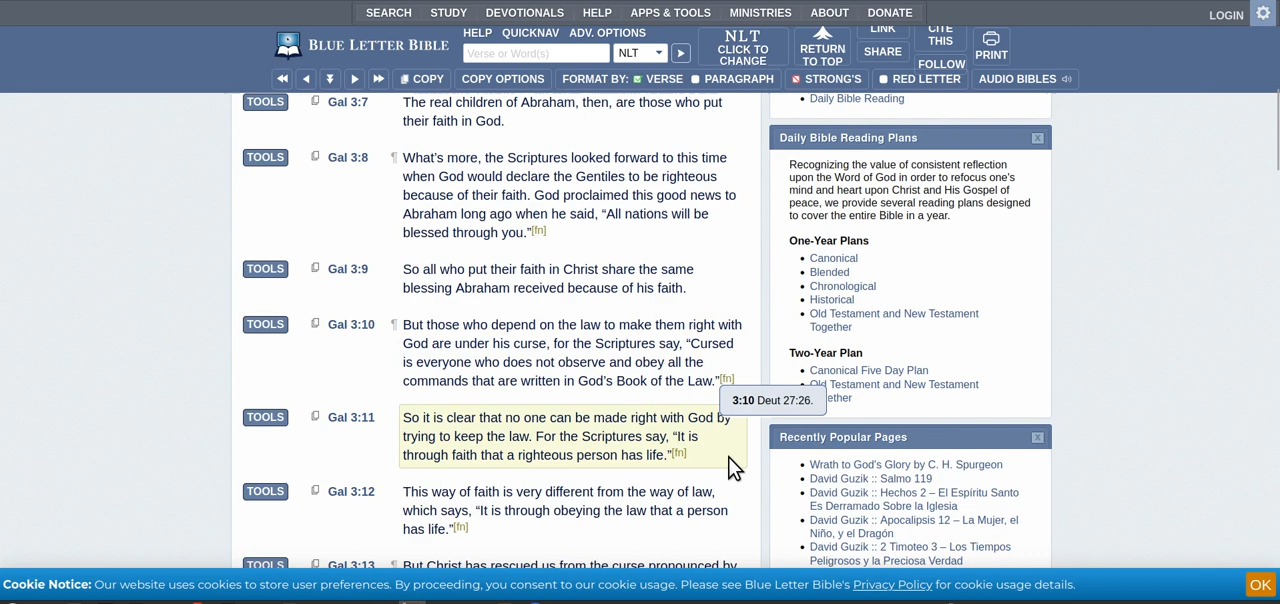 SEARCH STUDY DEVOTIONALS HELP APPS & TOOLS MINISTRIES ABOUT DONATE LOGIN
BLUE LETTER BIBLE
HELP QUICKNAV ADV. OPTIONS
Verse or Word(s) NLT
NLT
CLICK TO
CHANGE
RETURN
TO TOP
LINK
SHARE
CITE
THIS
FOLLOW
PRINT
COPY COPY OPTIONS FORMAT BY: VERSE PARAGRAPH STRONG'S RED LETTER AUDIO BIBLES
TOOLS Gal 3:7 The real children of Abraham, then, are those who put
their faith in God.
TOOLS Gal 3:8 ¶ What’s more, the Scriptures looked forward to this time
when God would declare the Gentiles to be righteous
because of their faith. God proclaimed this good news to
Abraham long ago when he said, “All nations will be
blessed through you.”[fn]
TOOLS Gal 3:9 So all who put their faith in Christ share the same
blessing Abraham received because of his faith.
TOOLS Gal 3:10 ¶ But those who depend on the law to make them right with
God are under his curse, for the Scriptures say, “Cursed
is everyone who does not observe and obey all the
commands that are written in God’s Book of the Law.”[fn]
3:10 Deut 27:26.
TOOLS Gal 3:11 So it is clear that no one can be made right with God by
trying to keep the law. For the Scriptures say, “It is
through faith that a righteous person has life.”[fn]
TOOLS Gal 3:12 This way of faith is very different from the way of law,
which says, “It is through obeying the law that a person
has life.”[fn]
TOOLS Gal 3:13 ¶ But Christ has rescued us from the curse pronounced by
Daily Bible Reading
Daily Bible Reading Plans X
Recognizing the value of consistent reflection
upon the Word of God in order to refocus one's
mind and heart upon Christ and His Gospel of
peace, we provide several reading plans designed
to cover the entire Bible in a year.
One-Year Plans
Canonical
Blended
Chronological
Historical
Old Testament and New Testament
Together
Two-Year Plan
Canonical Five Day Plan
Old Testament and New Testament
ether
Recently Popular Pages X
Wrath to God's Glory by C. H. Spurgeon
David Guzik :: Salmo 119
David Guzik :: Hechos 2 – El Espíritu Santo
Es Derramado Sobre la Iglesia
David Guzik :: Apocalipsis 12 – La Mujer, el
Niño, y el Dragón
David Guzik :: 2 Timoteo 3 – Los Tiempos
Peligrosos y la Preciosa Verdad
Cookie Notice: Our website uses cookies to store user preferences. By proceeding, you consent to our cookie usage. Please see Blue Letter Bible's Privacy Policy for cookie usage details. OK